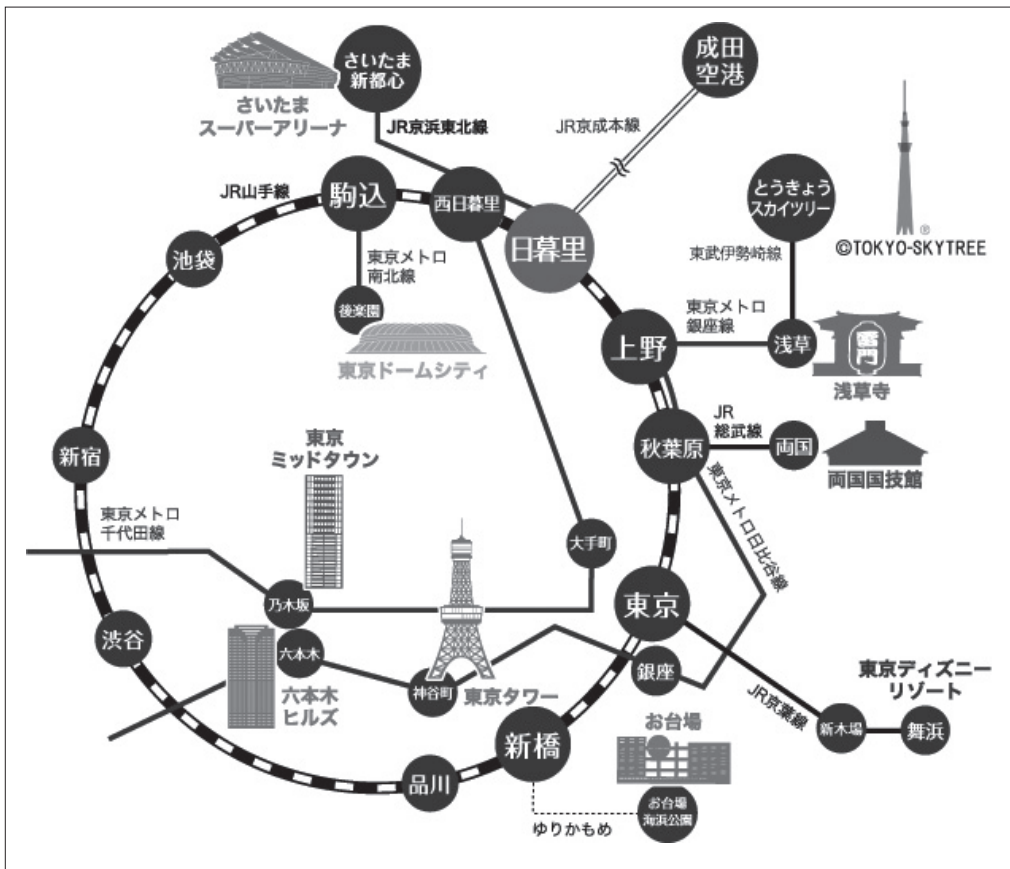 さいたま
新都心
さいたま
スーパーアリーナ
成田
空港
JR京浜東北線
JR京成本線
とうきょう
スカイツリー
®
©TOKYO-SKYTREE
JR山手線
駒込
西日暮里
日暮里
池袋
東京メトロ
南北線
後楽園
東京ドームシティ
東武伊勢崎線
上野
東京メトロ
銀座線
浅草
雷門
浅草寺
秋葉原
JR
総武線
両国
両国国技館
新宿
東京
ミッドタウン
東京メトロ日比谷線
東京メトロ
千代田線
大手町
乃木坂
東京
渋谷
六本木
六本木
ヒルズ
神谷町
東京タワー
銀座
JR京葉線
東京ディズニー
リゾート
新木場
舞浜
新橋
お台場
品川
お台場
海浜公園
ゆりかもめ